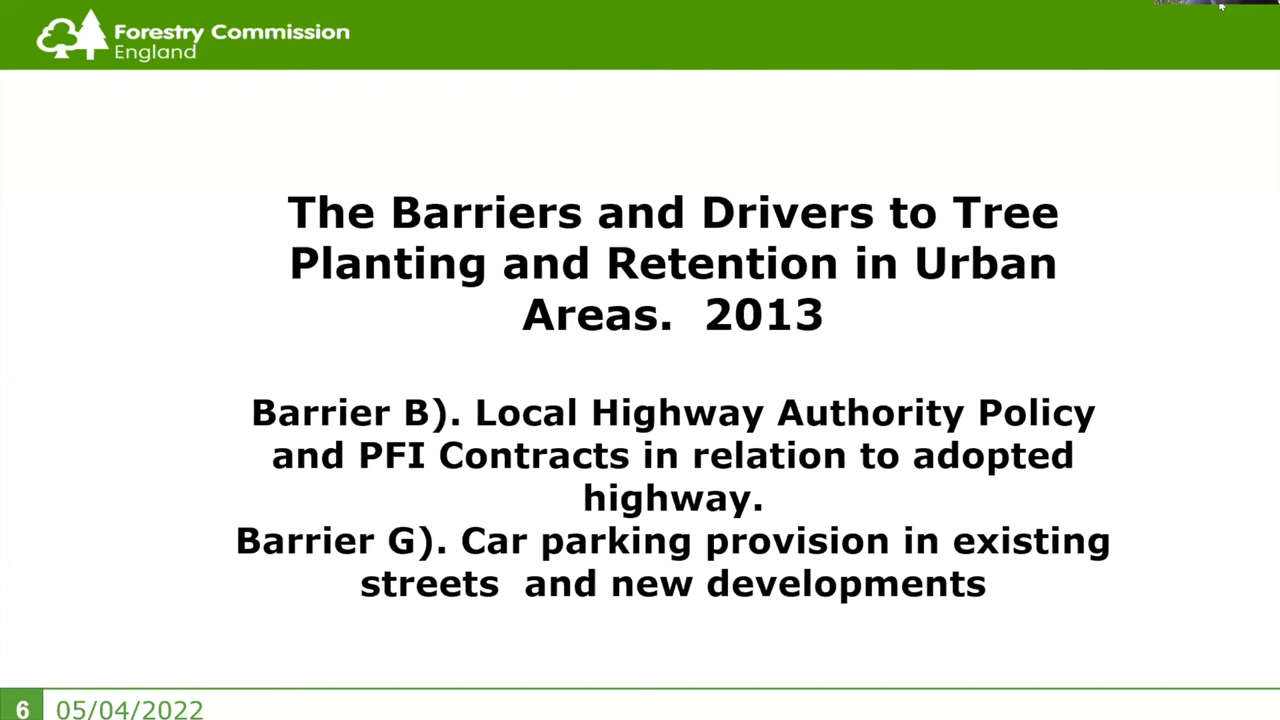 Forestry Commission
England
The Barriers and Drivers to Tree
Planting and Retention in Urban
Areas.  2013
Barrier B). Local Highway Authority Policy
and PFI Contracts in relation to adopted
highway.
Barrier G). Car parking provision in existing
streets  and new developments
6 05/04/2022